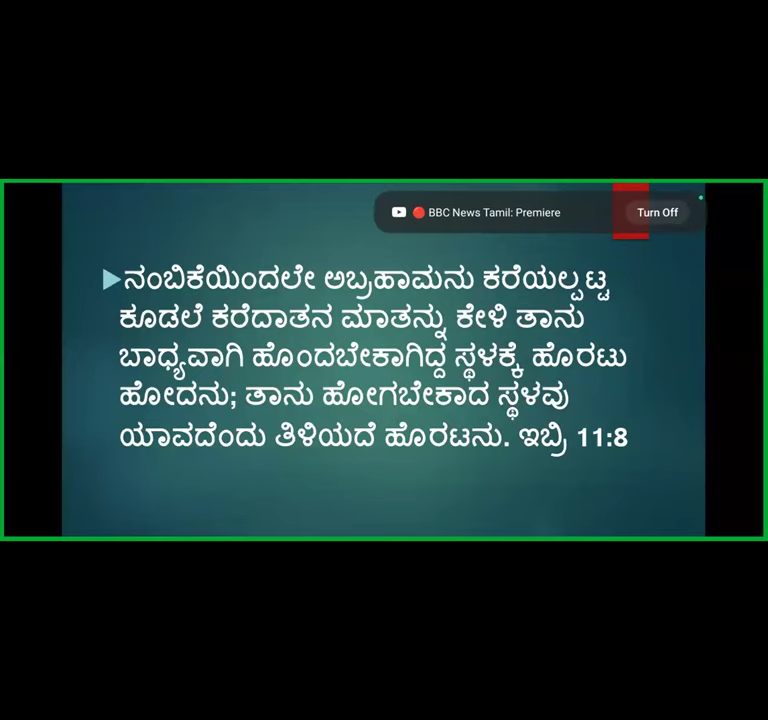 BBC News Tamil: Premiere
Turn Off
ನಂಬಿಕೆಯಿಂದಲೇ ಅಬ್ರಹಾಮನು ಕರೆಯಲ್ಪಟ್ಟ
ಕೂಡಲೆ ಕರೆದಾತನ ಮಾತನ್ನು ಕೇಳಿ ತಾನು
ಬಾಧ್ಯವಾಗಿ ಹೊಂದಬೇಕಾಗಿದ್ದ ಸ್ಥಳಕ್ಕೆ ಹೊರಟು
ಹೋದನು; ತಾನು ಹೋಗಬೇಕಾದ ಸ್ಥಳವು
ಯಾವದೆಂದು ತಿಳಿಯದೆ ಹೊರಟನು. ಇಬ್ರಿ 11:8